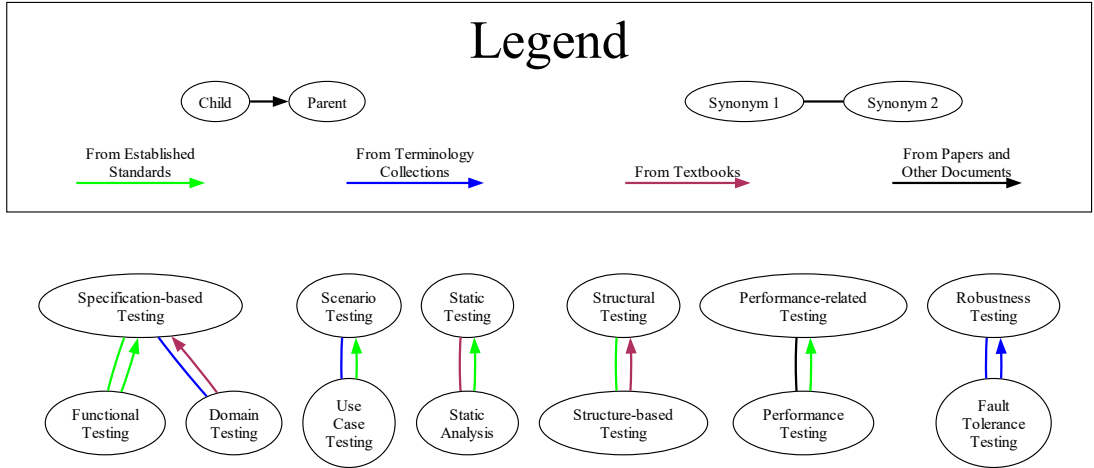 Legend
Child
Parent
Synonym 1
Synonym 2
From Established
Standards
From Terminology
Collections
From Textbooks
From Papers and
Other Documents
Specification-based
Testing
Scenario
Testing
Static
Testing
Structural
Testing
Performance-related
Testing
Robustness
Testing
Functional
Testing
Domain
Testing
Use
Case
Testing
Static
Analysis
Structure-based
Testing
Performance
Testing
Fault
Tolerance
Testing